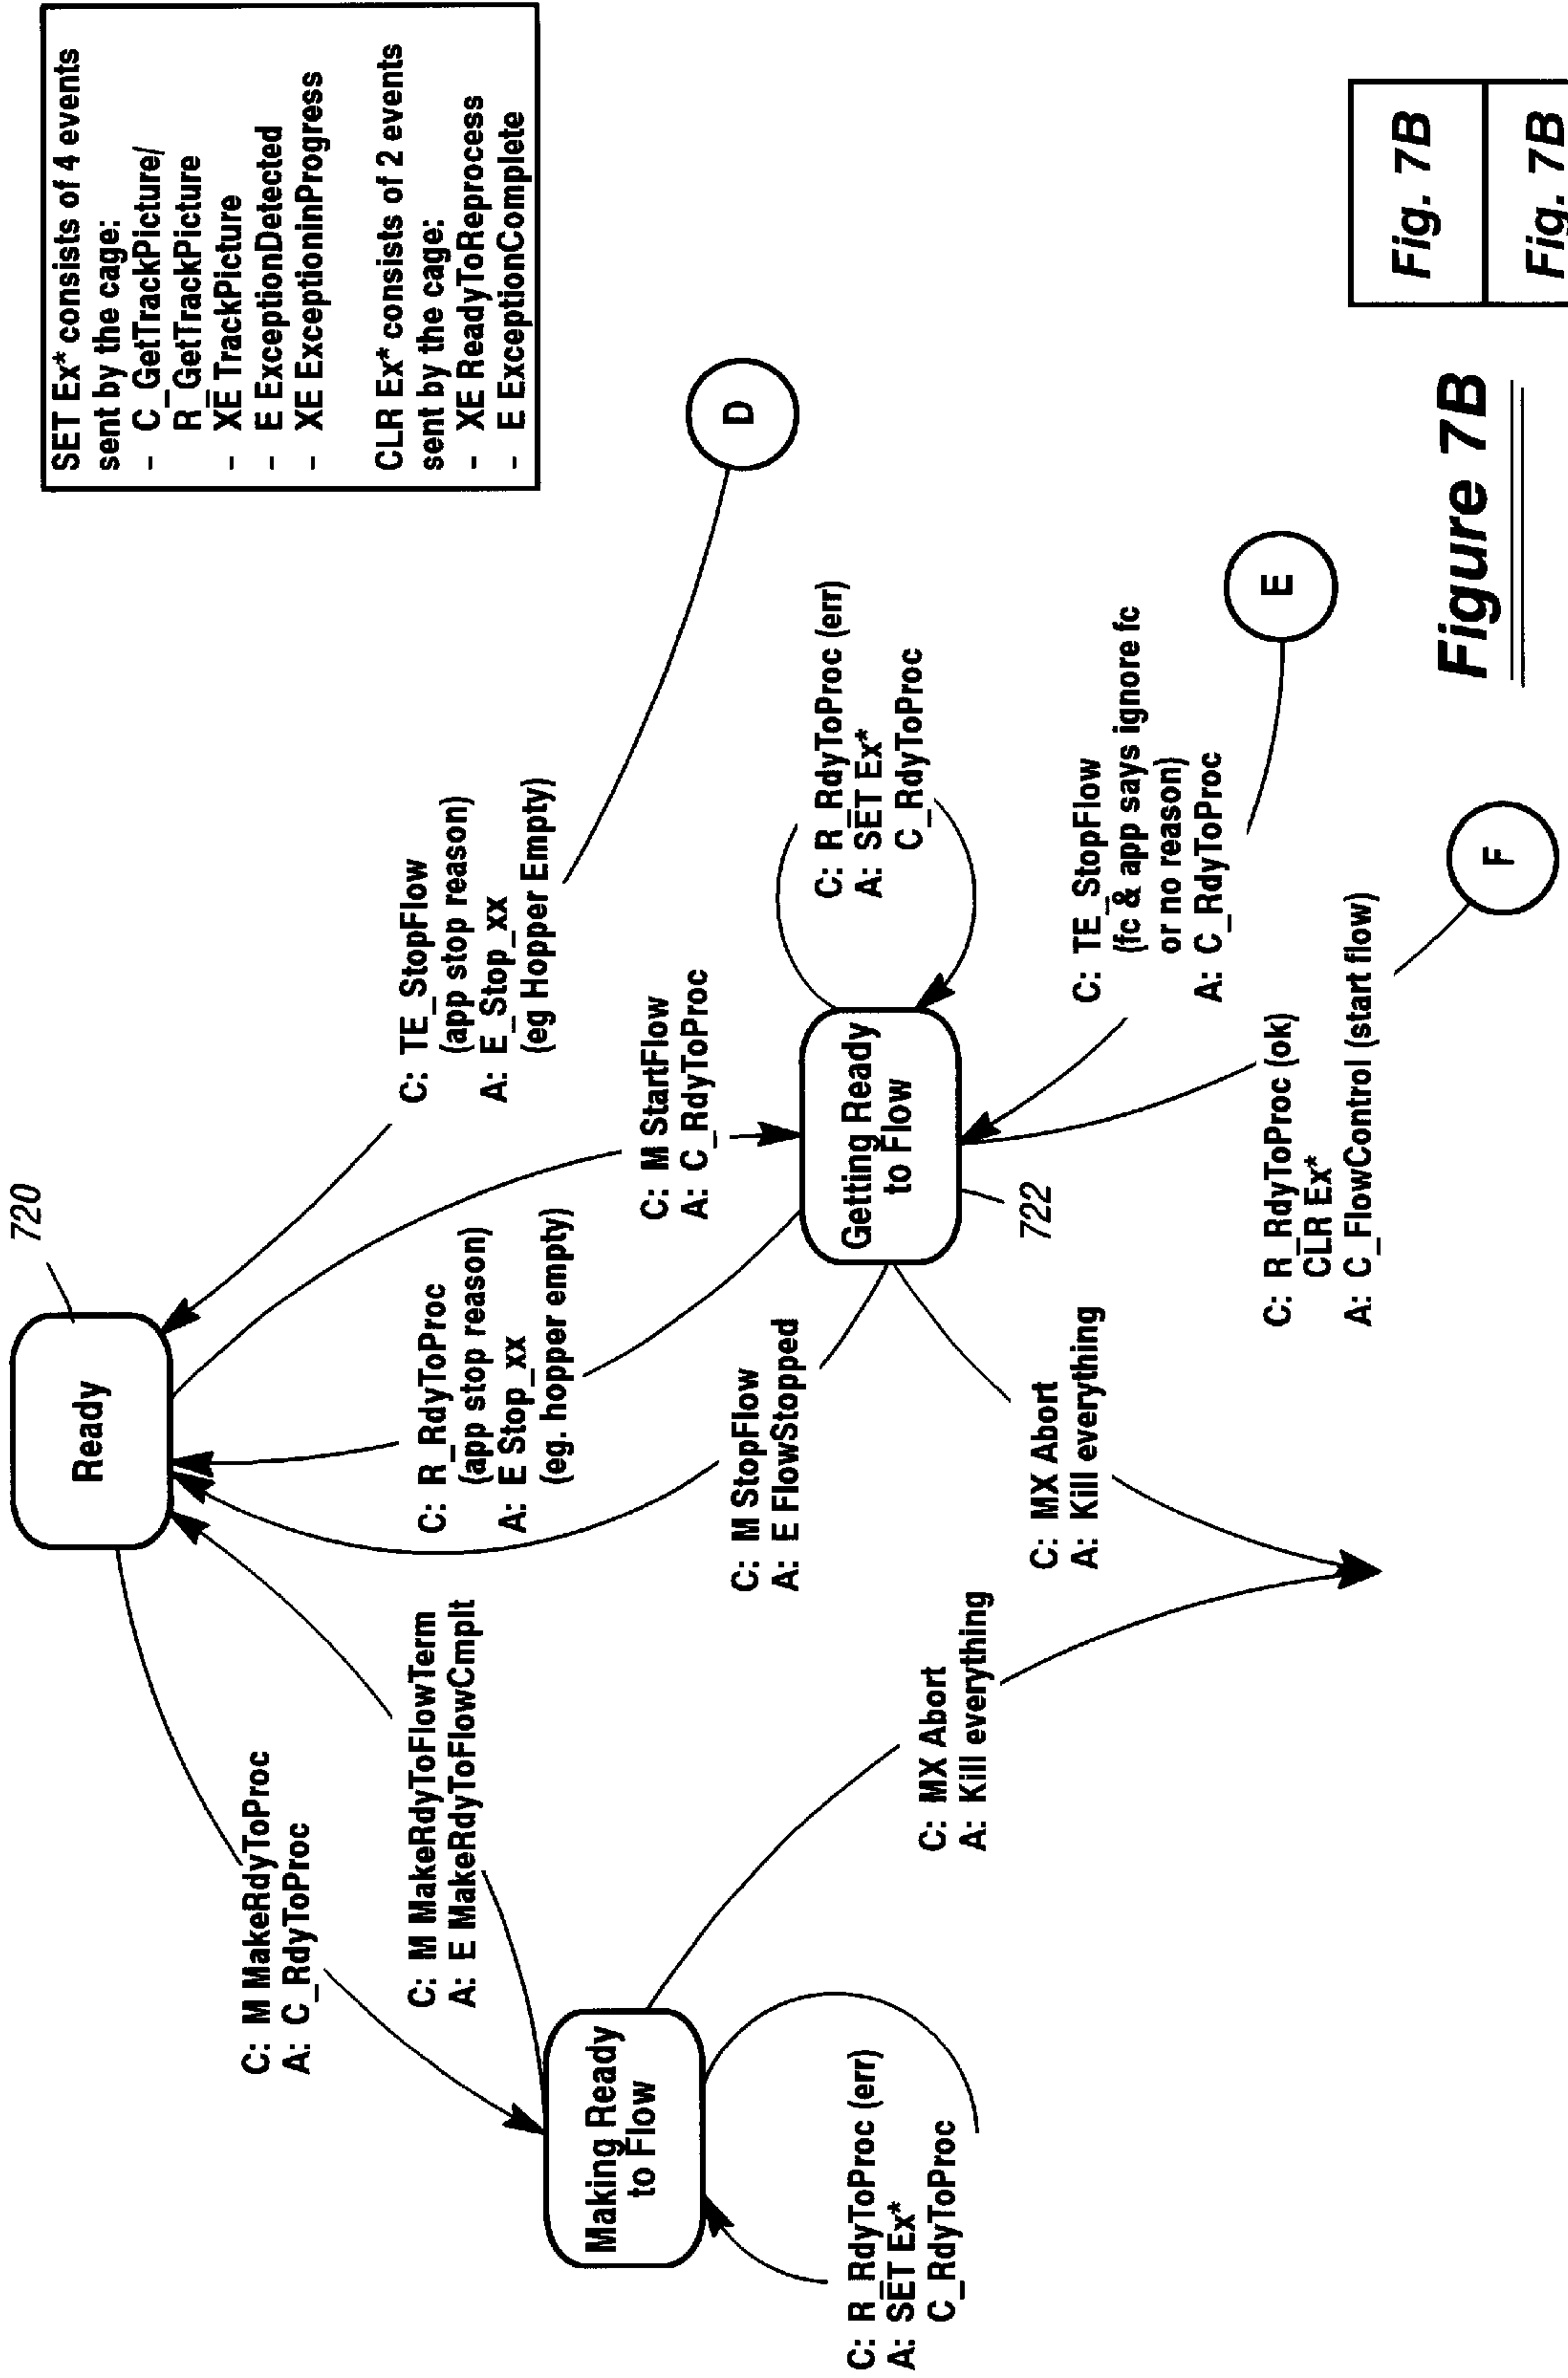 720
Ready
SET Ex* consists of 4 events
sent by the cage:
- C_GetTrackPicture/
R_GetTrackPicture
- XE TrackPicture
- E ExceptionDetected
- XE ExceptioninProgress
CLR Ex* consists of 2 events
sent by the cage:
- XE ReadyToReprocess
- E ExceptionComplete
C: M MakeRdyToProc
A: C_RdyToProc
C: M MakeRdyToFlowTerm
A: E MakeRdyToFlowCmplt
C: R_RdyToProc
(app stop reason)
A: E Stop_xx
(eg. hopper empty)
C: TE_StopFlow
(app stop reason)
A: E_Stop_xx
(eg Hopper Empty)
D
C: M StartFlow
A: C_RdyToProc
Making Ready
to Flow
C: M StopFlow
A: E FlowStopped
Getting Ready
to Flow
722
C: R_RdyToProc (err)
A: SET Ex*
C_RdyToProc
C: R_RdyToProc (err)
A: SET Ex*
C_RdyToProc
C: MX Abort
A: Kill everything
C: MX Abort
A: Kill everything
C: TE_StopFlow
(fc & app says ignore fc
or no reason)
A: C_RdyToProc
E
C: R_RdyToProc (ok)
CLR Ex*
A: C_FlowControl (start flow)
F
Figure 7B
Fig. 7B
Fig. 7B